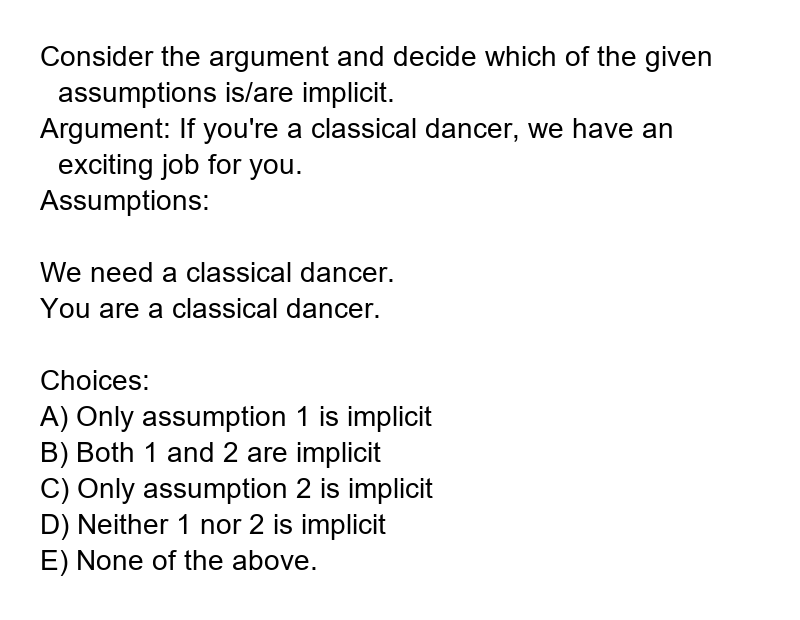 Consider the argument and decide which of the given
assumptions is/are implicit.
Argument: If you're a classical dancer, we have an
exciting job for you.
Assumptions:
We need a classical dancer.
You are a classical dancer.
Choices:
A) Only assumption 1 is implicit
B) Both 1 and 2 are implicit
C) Only assumption 2 is implicit
D) Neither 1 nor 2 is implicit
E) None of the above.